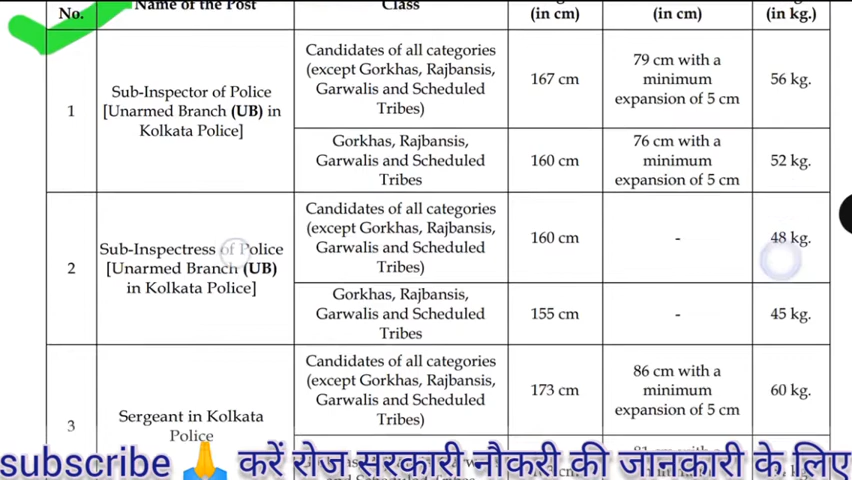 No.
Name of the Post
Class
(in cm)
(in cm)
(in kg.)
1
Sub-Inspector of Police
[Unarmed Branch (UB) in
Kolkata Police]
Candidates of all categories
(except Gorkhas, Rajbansis,
Garwalis and Scheduled
Tribes)
167 cm
79 cm with a
minimum
expansion of 5 cm
56 kg.
Gorkhas, Rajbansis,
Garwalis and Scheduled
Tribes
160 cm
76 cm with a
minimum
expansion of 5 cm
52 kg.
2
Sub-Inspectress of Police
[Unarmed Branch (UB)
in Kolkata Police]
Candidates of all categories
(except Gorkhas, Rajbansis,
Garwalis and Scheduled
Tribes)
160 cm
-
48 kg.
Gorkhas, Rajbansis,
Garwalis and Scheduled
Tribes
155 cm
-
45 kg.
3
Sergeant in Kolkata
Police
Candidates of all categories
(except Gorkhas, Rajbansis,
Garwalis and Scheduled
Tribes)
173 cm
86 cm with a
minimum
expansion of 5 cm
60 kg.
subscribe 🙏 करें रोज सरकारी नौकरी की जानकारी के लिए